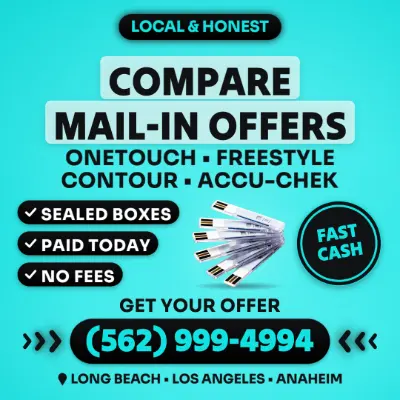 LOCAL & HONEST
COMPARE
MAIL-IN OFFERS
ONETOUCH • FREESTYLE
CONTOUR • ACCU-CHEK
✓ SEALED BOXES
✓ PAID TODAY
✓ NO FEES
FAST
CASH
GET YOUR OFFER
(562) 999-4994
LONG BEACH • LOS ANGELES • ANAHEIM